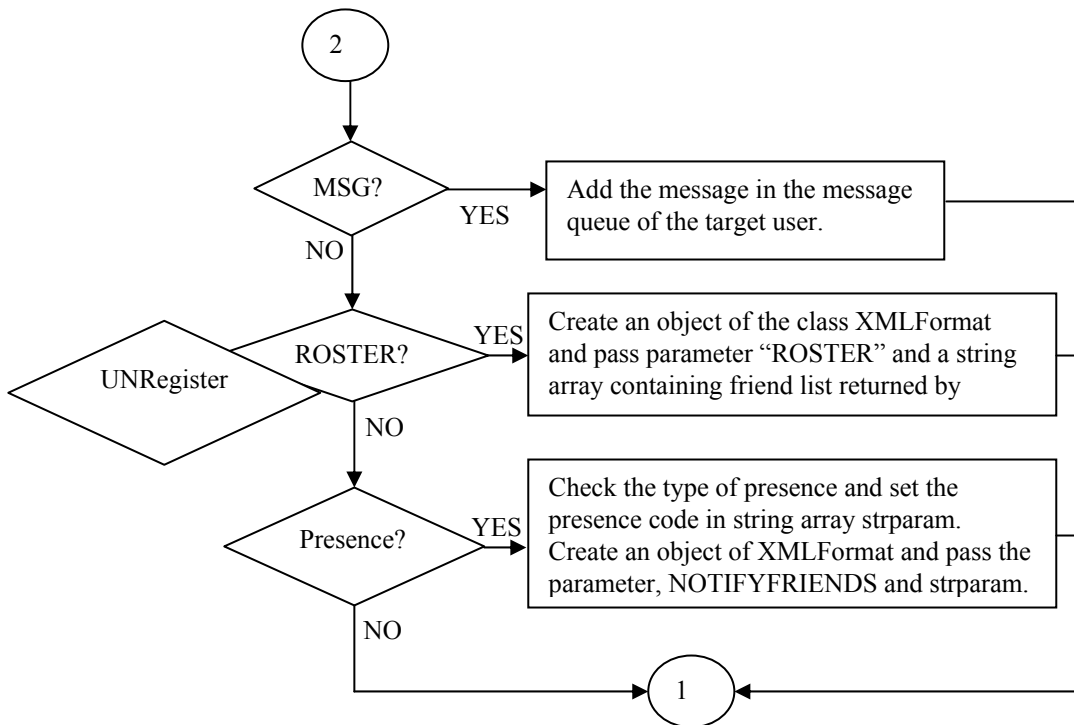 2
MSG?
YES
Add the message in the message
queue of the target user.
NO
ROSTER?
YES
Create an object of the class XMLFormat
and pass parameter “ROSTER” and a string
array containing friend list returned by
UNRegister
NO
Presence?
YES
Check the type of presence and set the
presence code in string array strparam.
Create an object of XMLFormat and pass the
parameter, NOTIFYFRIENDS and strparam.
NO
1